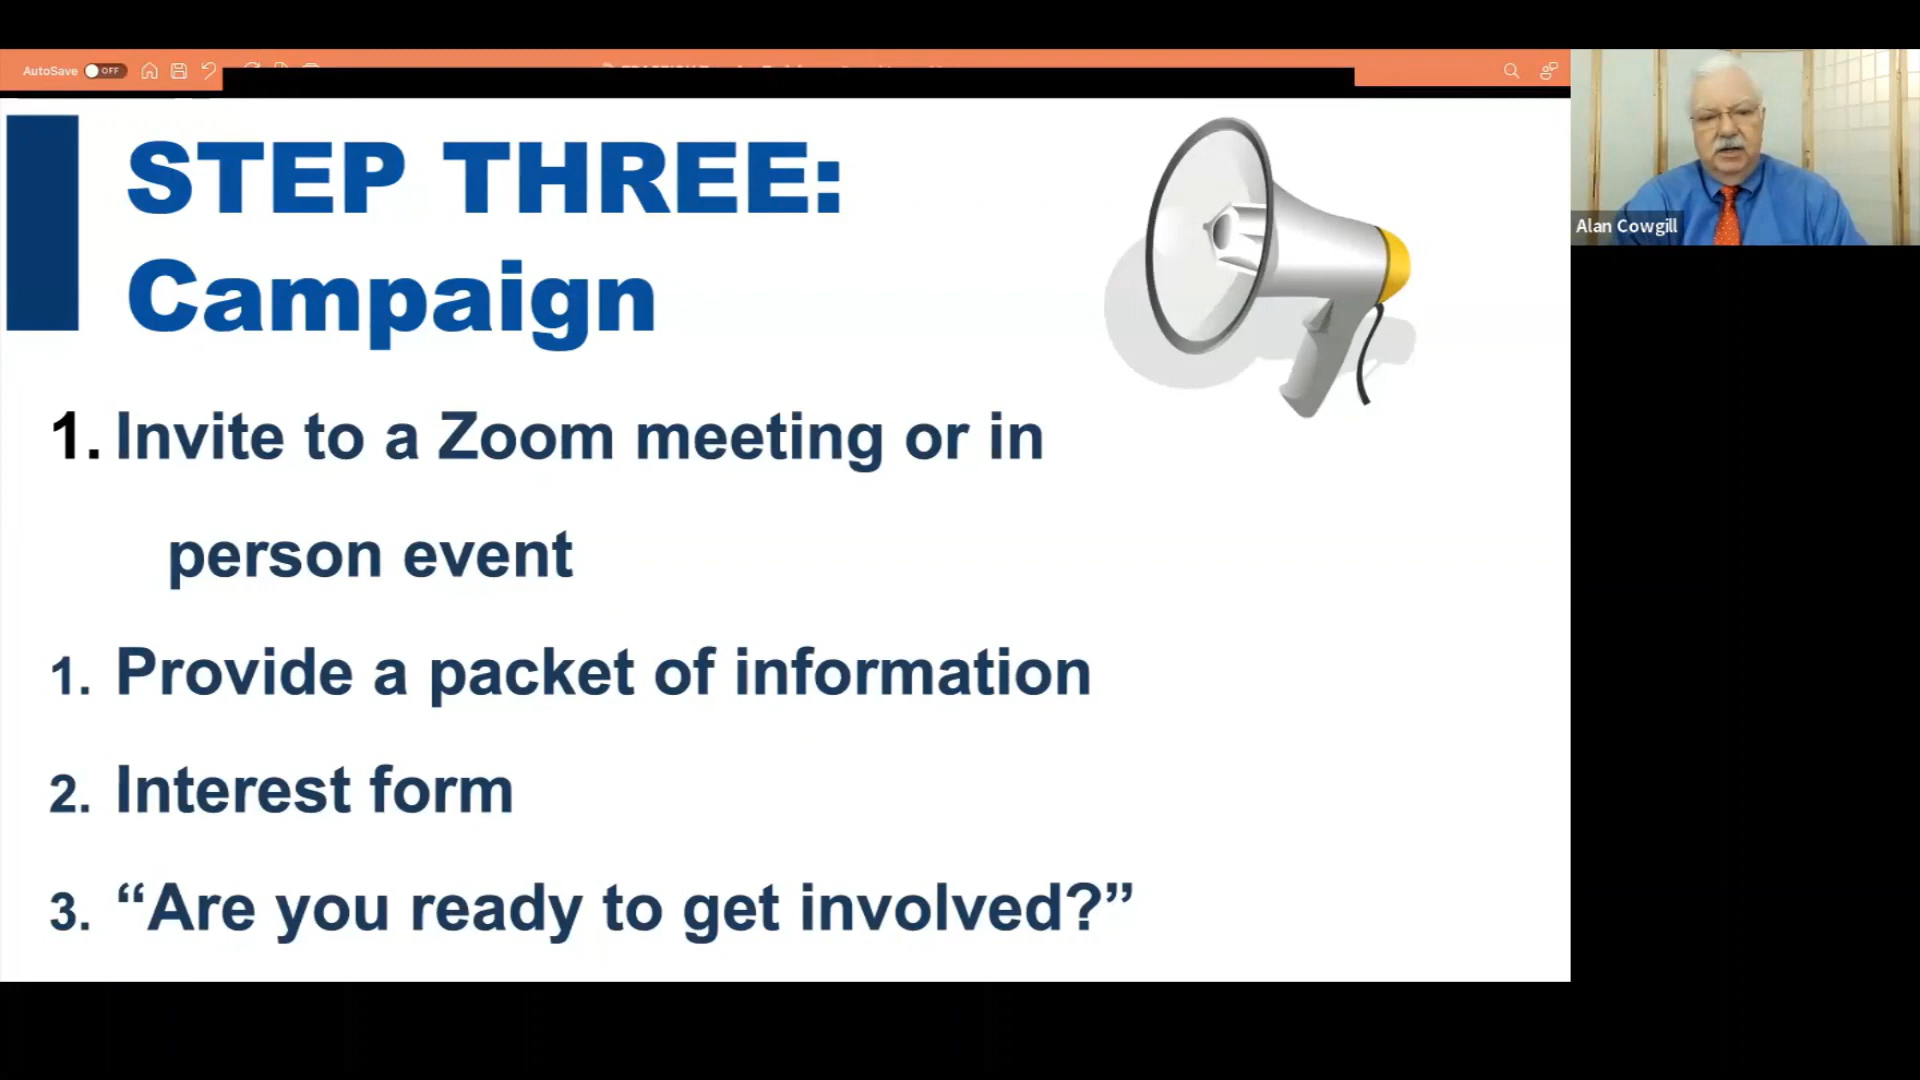 AutoSave OFF
STEP THREE:
Campaign
1. Invite to a Zoom meeting or in
person event
1. Provide a packet of information
2. Interest form
3. “Are you ready to get involved?”
Alan Cowgill